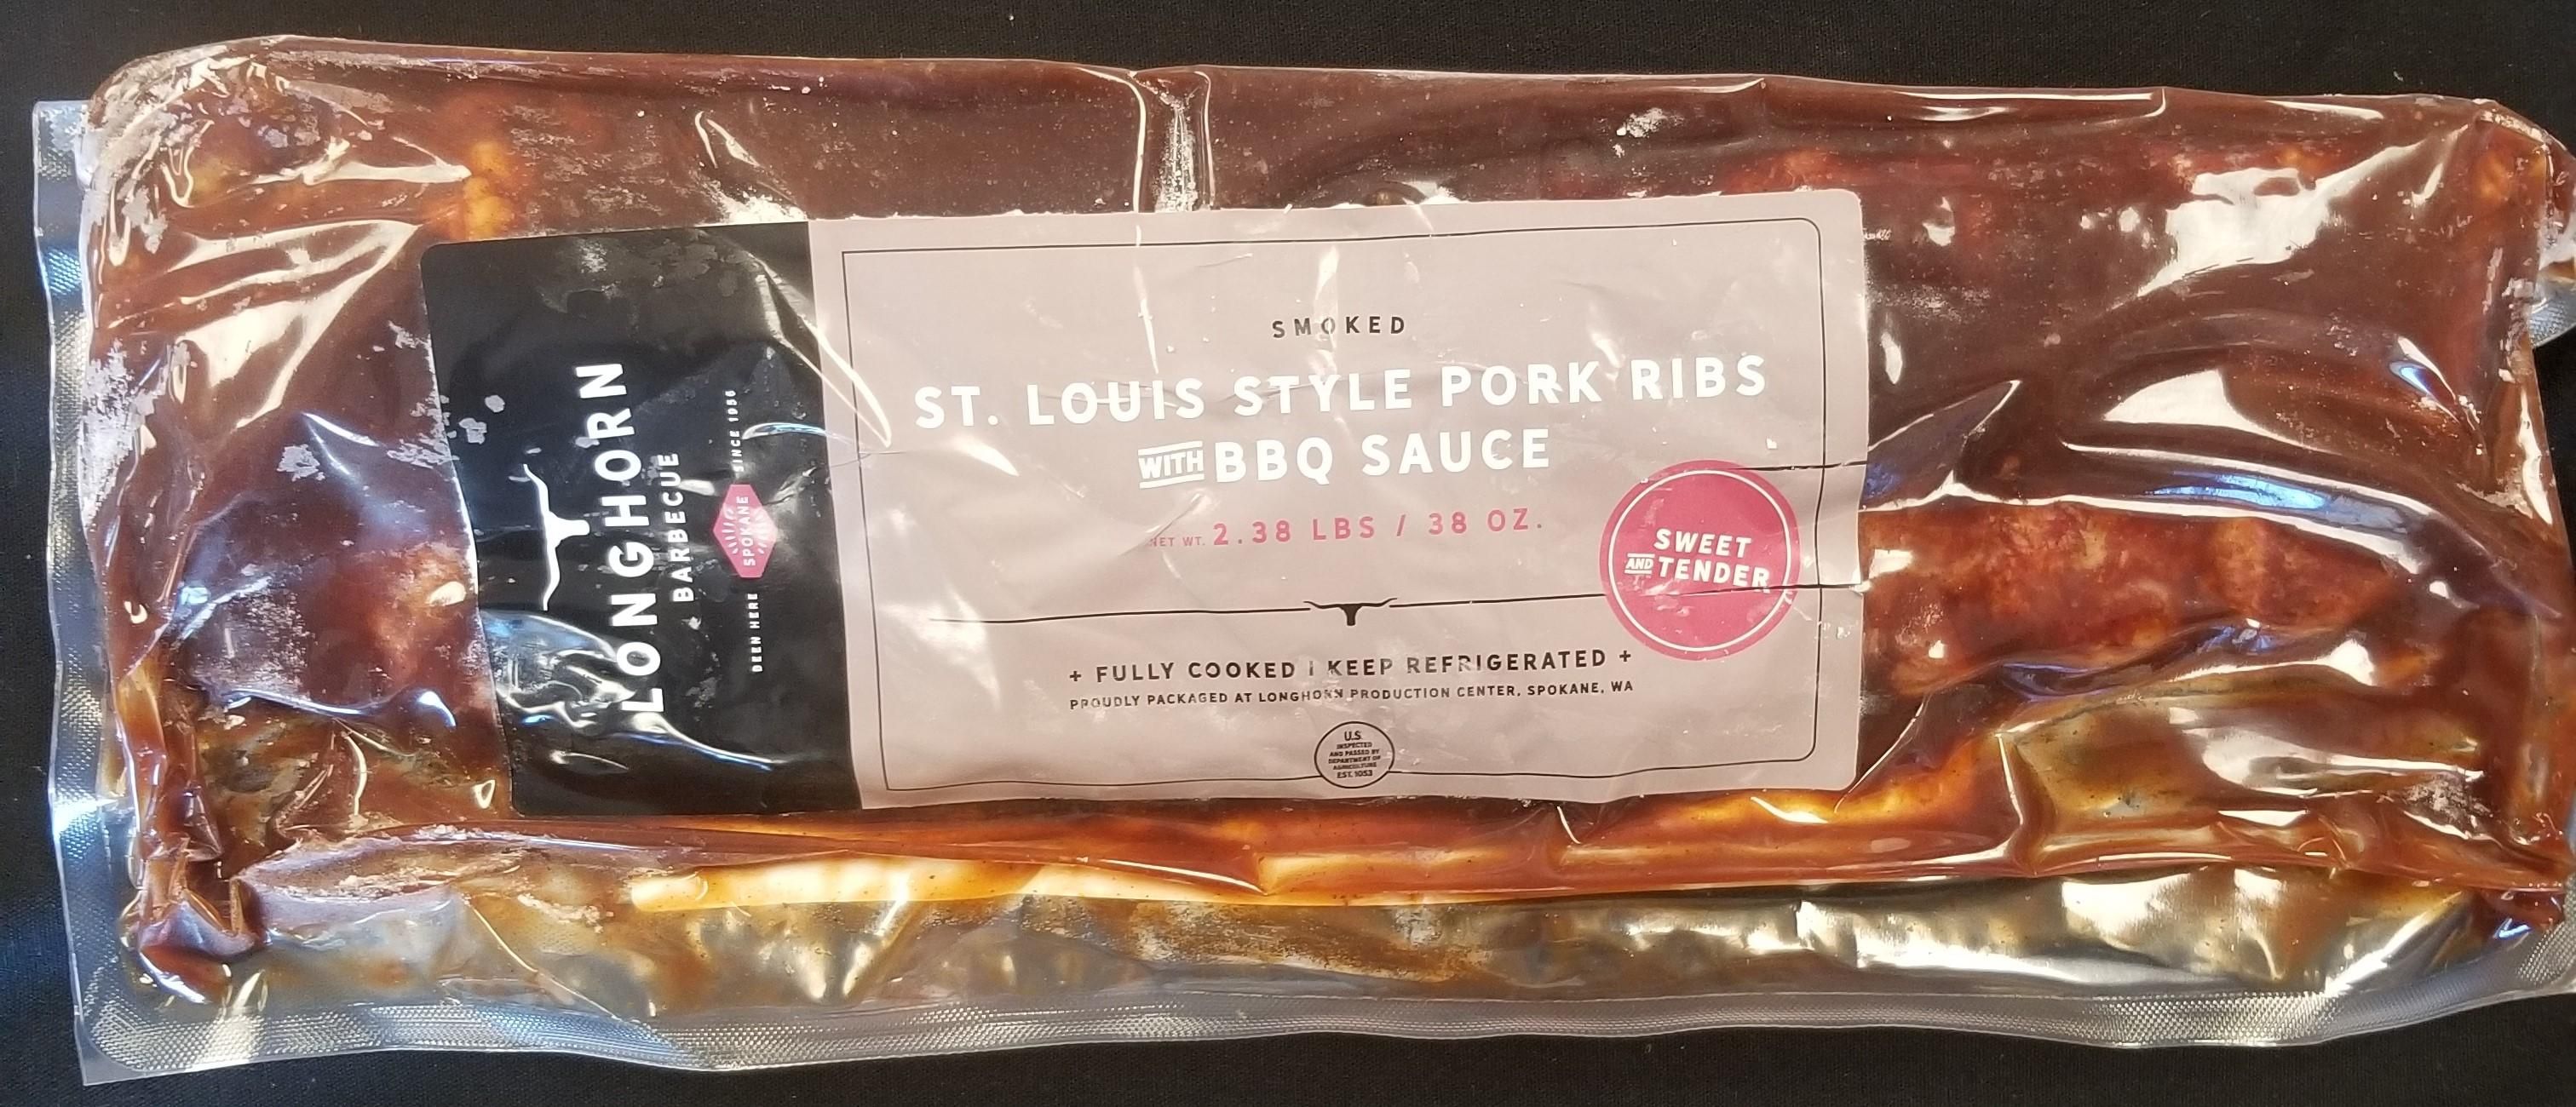 LONGHORN
BARBECUE
BEEN HERE SPOKANE SINCE 1956
SMOKED
ST. LOUIS STYLE PORK RIBS
WITH BBQ SAUCE
NET WT. 2.38 LBS / 38 OZ.
SWEET
AND TENDER
+ FULLY COOKED | KEEP REFRIGERATED +
PROUDLY PACKAGED AT LONGHORN PRODUCTION CENTER, SPOKANE, WA
U.S.
INSPECTED
AND PASSED BY
DEPARTMENT OF
AGRICULTURE
EST. 1053